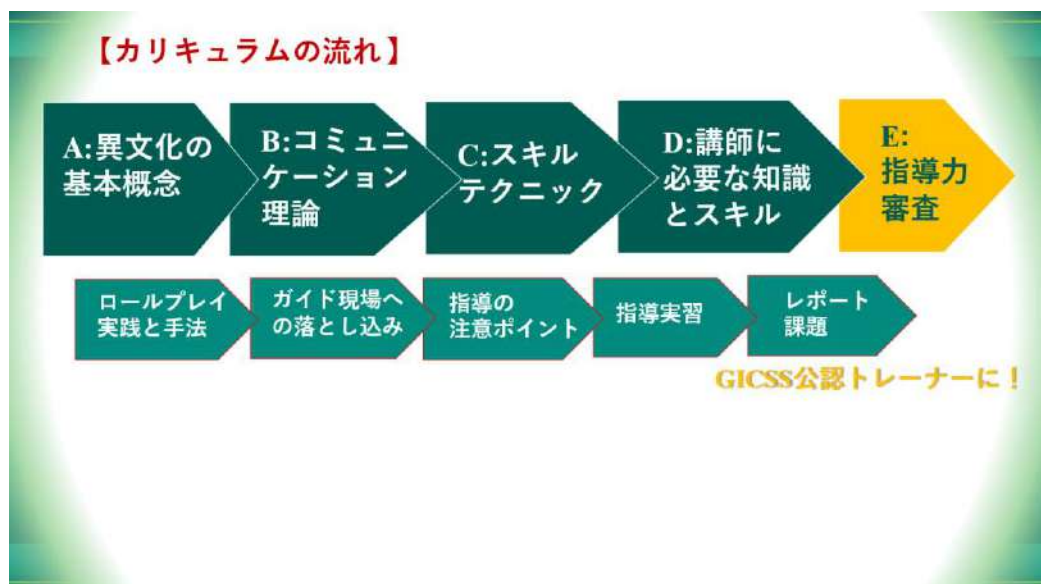 【カリキュラムの流れ】
A:異文化の
基本概念
B:コミュニ
ケーション
理論
C:スキル
テクニック
D:講師に
必要な知識
とスキル
E:
指導力
審査
ロールプレイ
実践と手法
ガイド現場へ
の落とし込み
指導の
注意ポイント
指導実習
レポート
課題
GICSS公認トレーナーに！